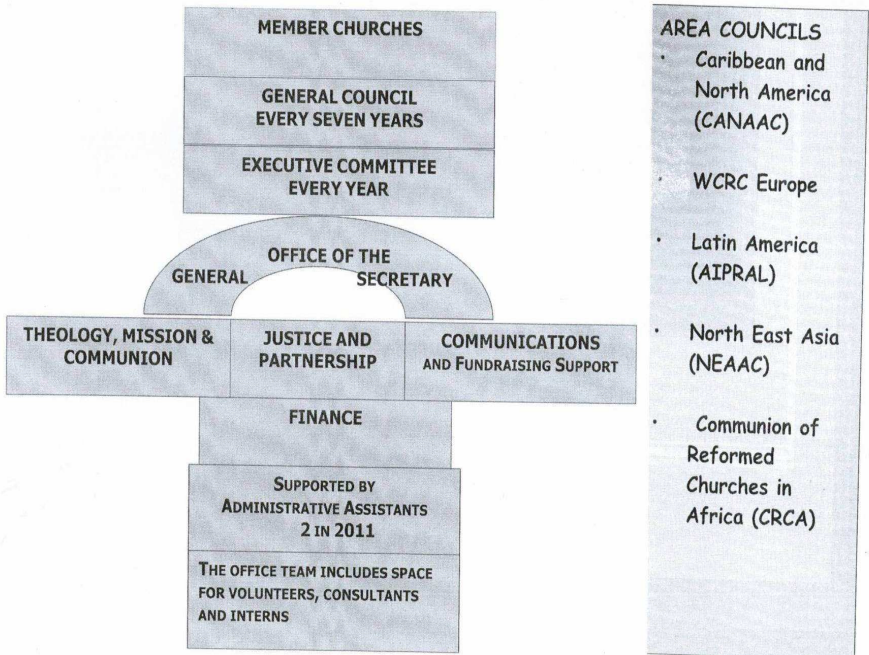 MEMBER CHURCHES
GENERAL COUNCIL
EVERY SEVEN YEARS
EXECUTIVE COMMITTEE
EVERY YEAR
OFFICE OF THE
GENERAL SECRETARY
THEOLOGY, MISSION &
COMMUNION
JUSTICE AND
PARTNERSHIP
COMMUNICATIONS
AND FUNDRAISING SUPPORT
FINANCE
SUPPORTED BY
ADMINISTRATIVE ASSISTANTS
2 IN 2011
THE OFFICE TEAM INCLUDES SPACE
FOR VOLUNTEERS, CONSULTANTS
AND INTERNS
AREA COUNCILS
· Caribbean and
North America
(CANAAC)
· WCRC Europe
· Latin America
(AIPRAL)
· North East Asia
(NEAAC)
· Communion of
Reformed
Churches in
Africa (CRCA)